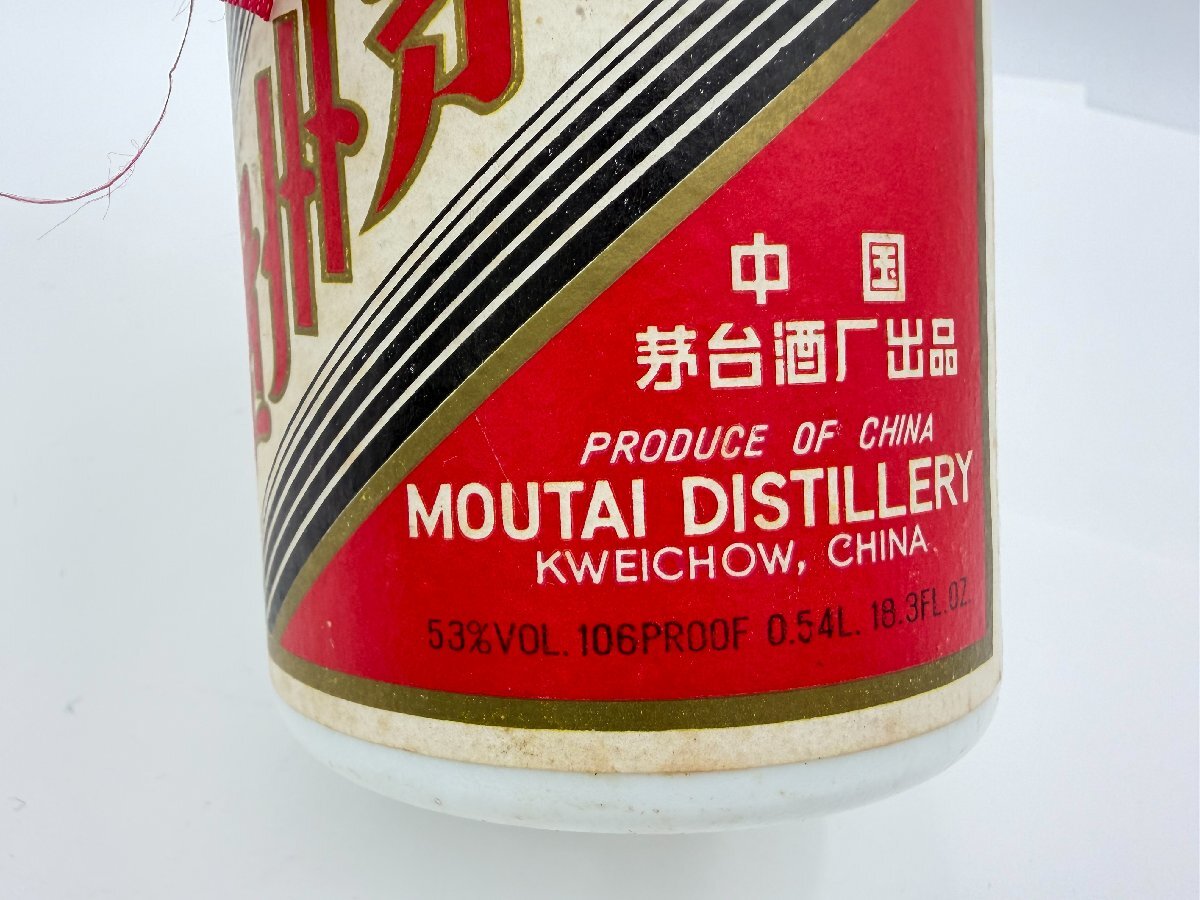 中国
茅台酒厂出品
PRODUCE OF CHINA
MOUTAI DISTILLERY
KWEICHOW, CHINA.
53%VOL. 106PROOF 0.54L. 18.3FL.OZ.